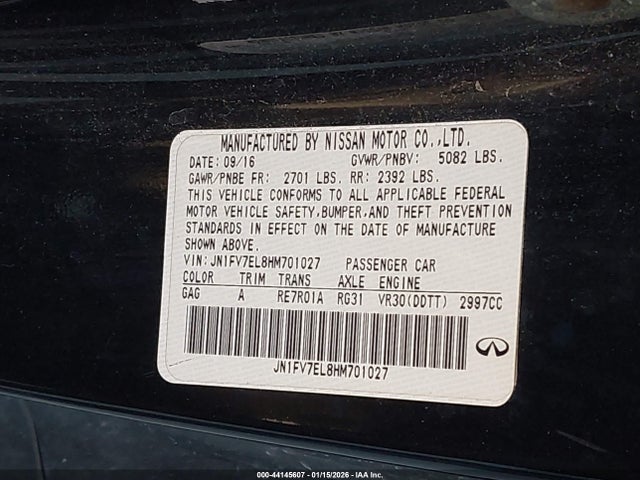 MANUFACTURED BY NISSAN MOTOR CO.,LTD.
DATE: 09/16 GVWR/PNBV: 5082 LBS.
GAWR/PNBE FR: 2701 LBS. RR: 2392 LBS.
THIS VEHICLE CONFORMS TO ALL APPLICABLE FEDERAL
MOTOR VEHICLE SAFETY,BUMPER,AND THEFT PREVENTION
STANDARDS IN EFFECT ON THE DATE OF MANUFACTURE
SHOWN ABOVE.
VIN:JN1FV7EL8HM701027 PASSENGER CAR
COLOR TRIM TRANS AXLE ENGINE
GAG A RE7R01A RG31 VR30(DDTT) 2997CC
JN1FV7EL8HM701027
000-44145607 - 01/15/2026 - IAA Inc.